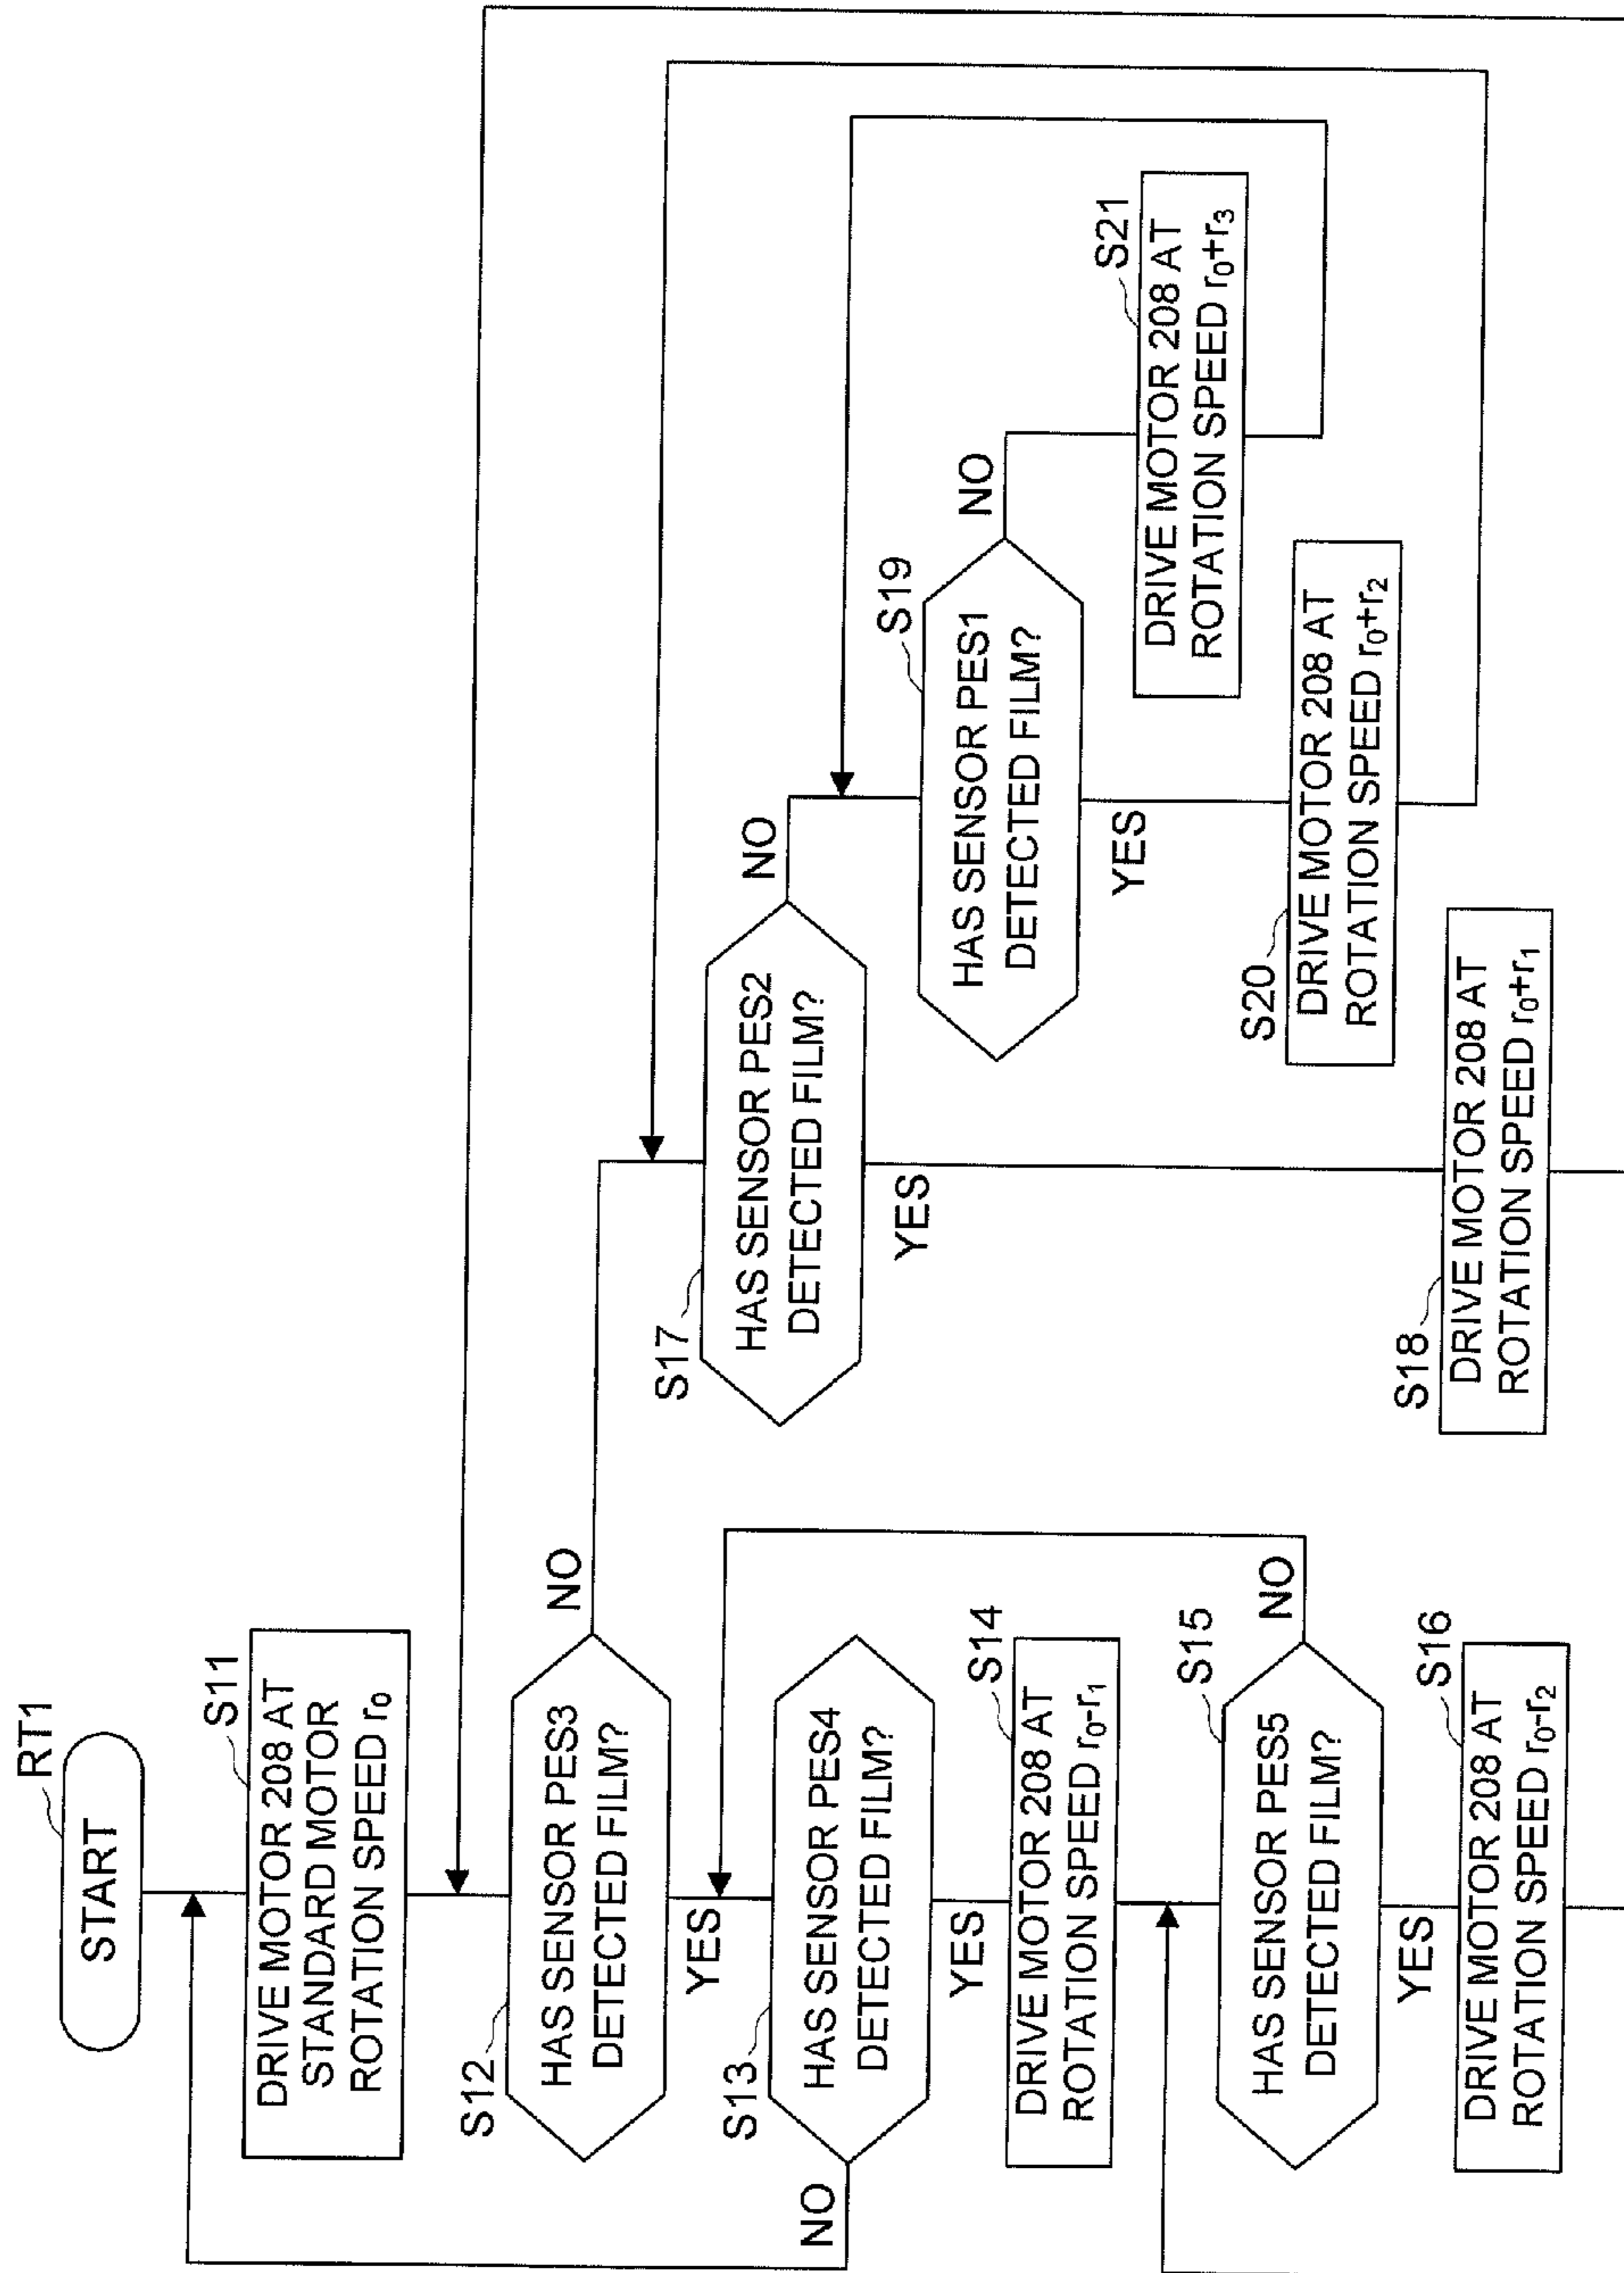 RT1
START
S11
DRIVE MOTOR 208 AT
STANDARD MOTOR
ROTATION SPEED r₀
S12
HAS SENSOR PES3
DETECTED FILM?
NO
YES
S13
HAS SENSOR PES4
DETECTED FILM?
NO
YES
S14
DRIVE MOTOR 208 AT
ROTATION SPEED r₀-r₁
S15
HAS SENSOR PES5
DETECTED FILM?
NO
YES
S16
DRIVE MOTOR 208 AT
ROTATION SPEED r₀-r₂
S17
HAS SENSOR PES2
DETECTED FILM?
NO
YES
S18
DRIVE MOTOR 208 AT
ROTATION SPEED r₀+r₁
S19
HAS SENSOR PES1
DETECTED FILM?
NO
YES
S20
DRIVE MOTOR 208 AT
ROTATION SPEED r₀+r₂
S21
DRIVE MOTOR 208 AT
ROTATION SPEED r₀+r₃